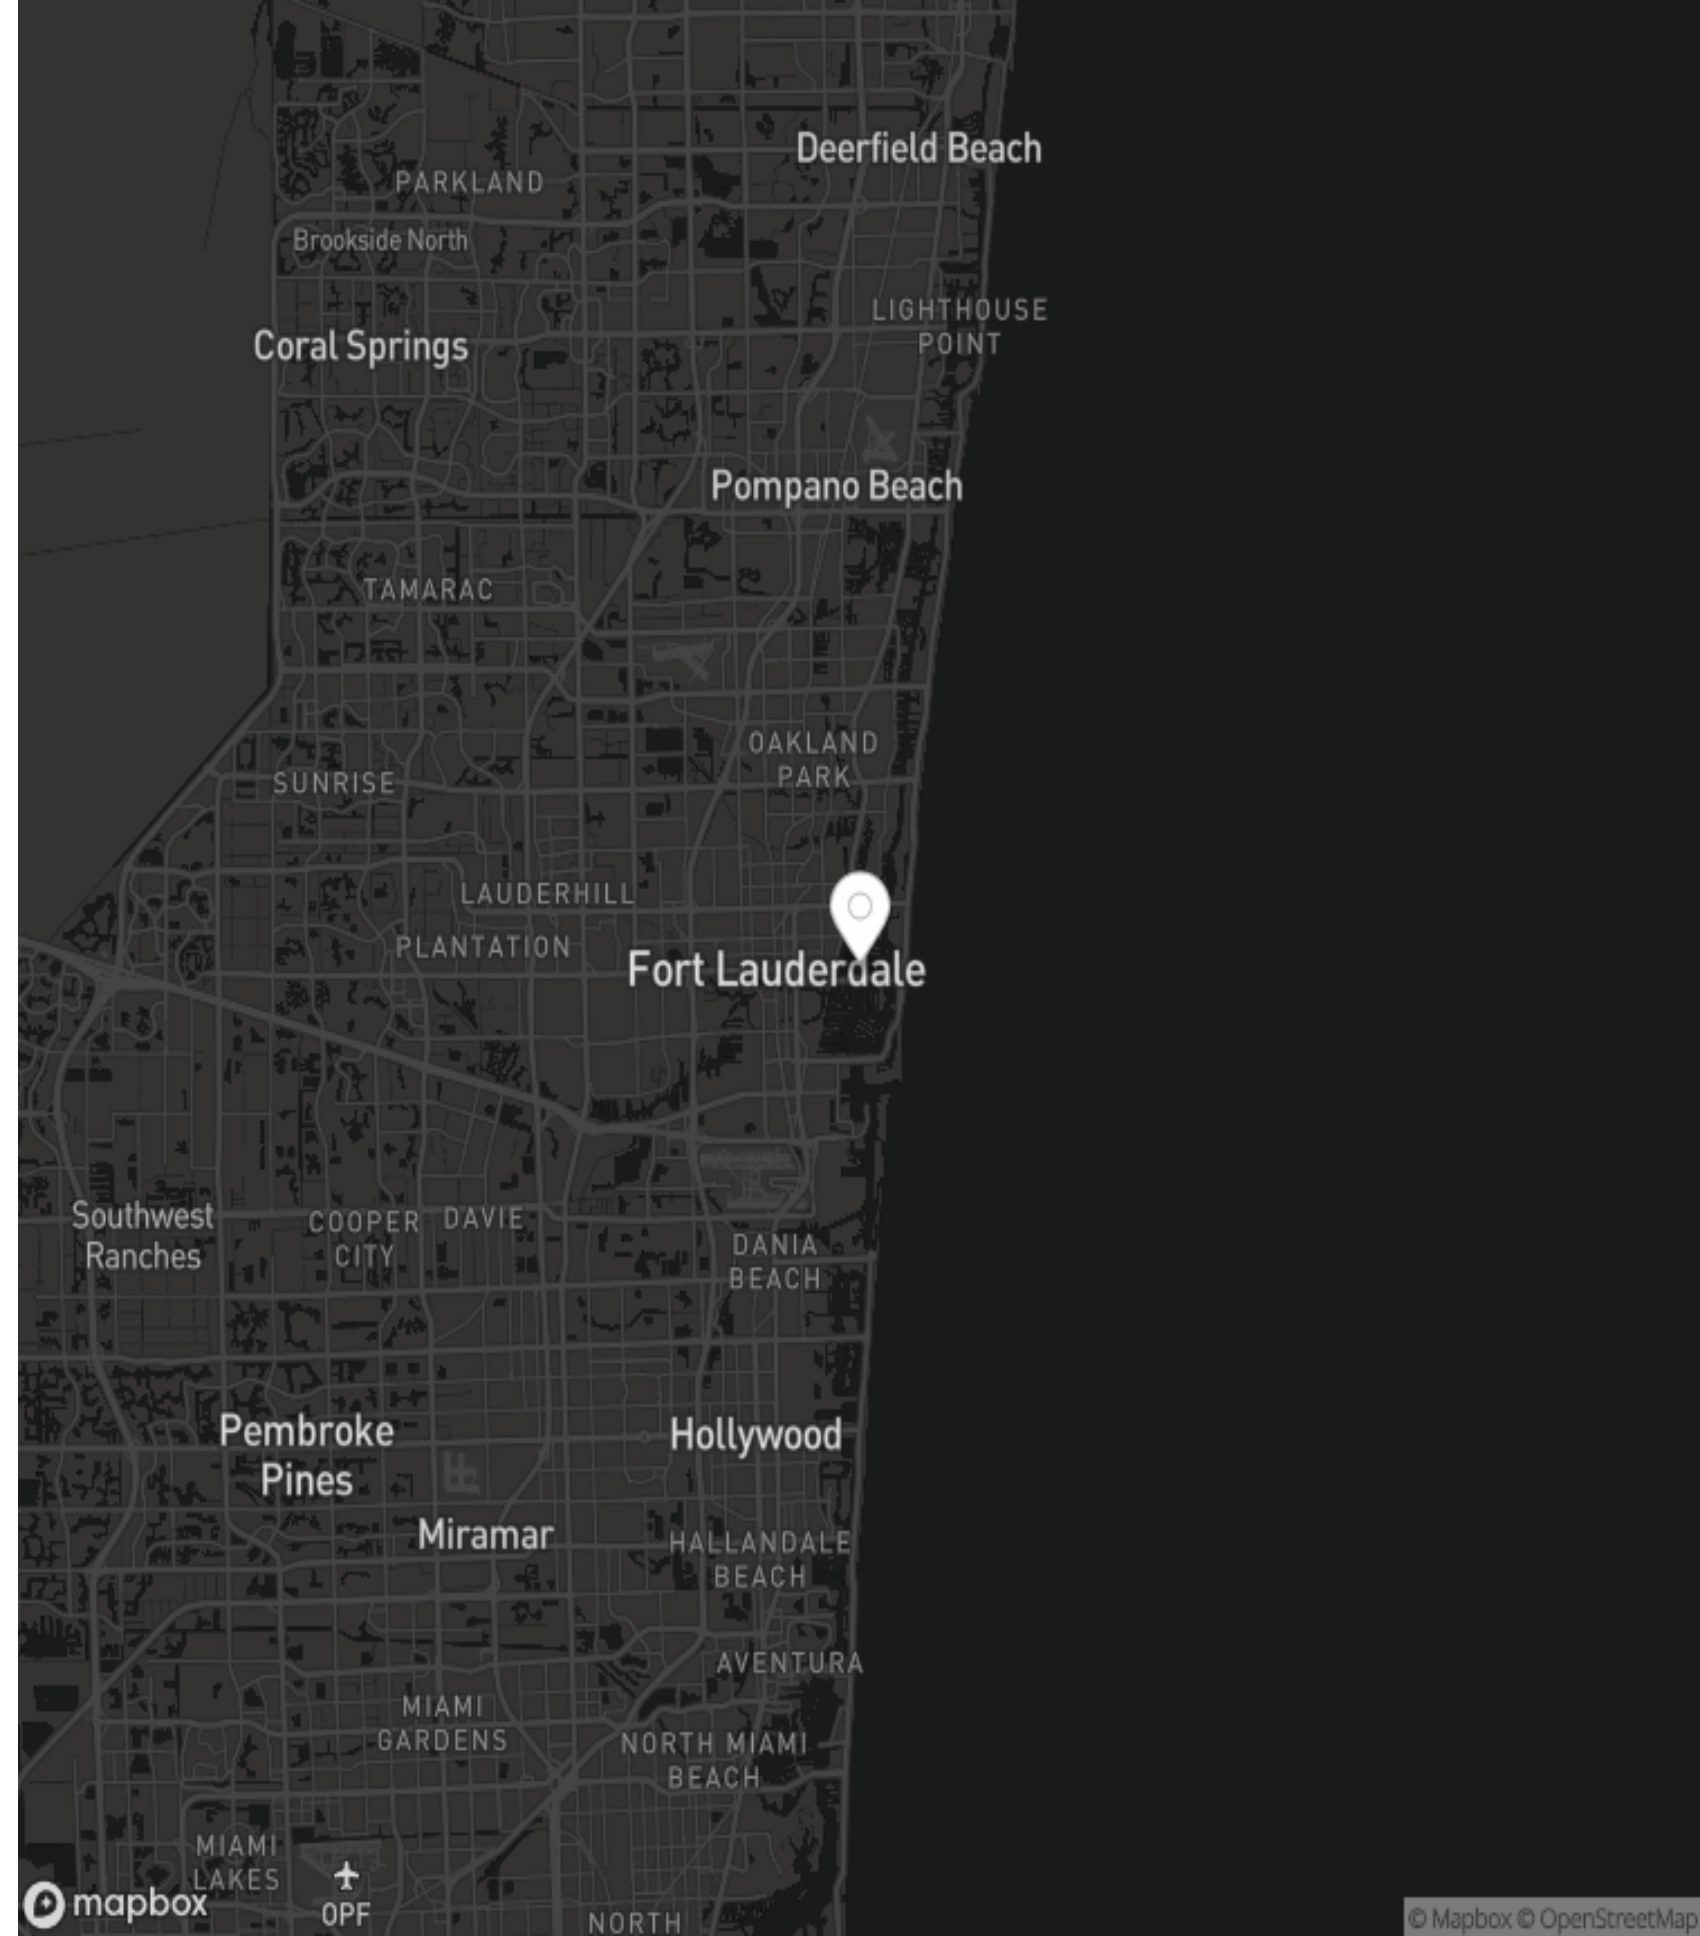 Deerfield Beach
PARKLAND
Brookside North
LIGHTHOUSE
POINT
Coral Springs
Pompano Beach
TAMARAC
OAKLAND
PARK
SUNRISE
LAUDERHILL
PLANTATION
Fort Lauderdale
Southwest
Ranches
COOPER
CITY
DAVIE
DANIA
BEACH
Pembroke
Pines
Hollywood
Miramar
HALLANDALE
BEACH
AVENTURA
MIAMI
GARDENS
NORTH MIAMI
BEACH
MIAMI
LAKES
OPF
NORTH
mapbox
© Mapbox © OpenStreetMap